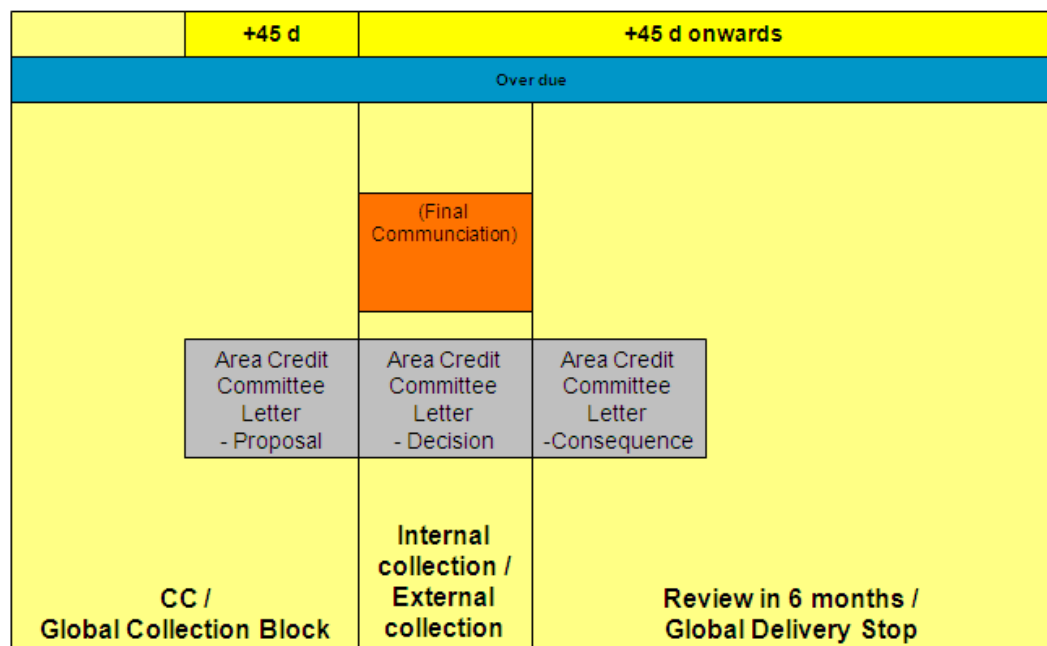 +45 d
+45 d onwards
Over due
(Final
Communciation)
Area Credit
Committee
Letter
- Proposal
Area Credit
Committee
Letter
- Decision
Area Credit
Committee
Letter
-Consequence
CC /
Global Collection Block
Internal
collection /
External
collection
Review in 6 months /
Global Delivery Stop